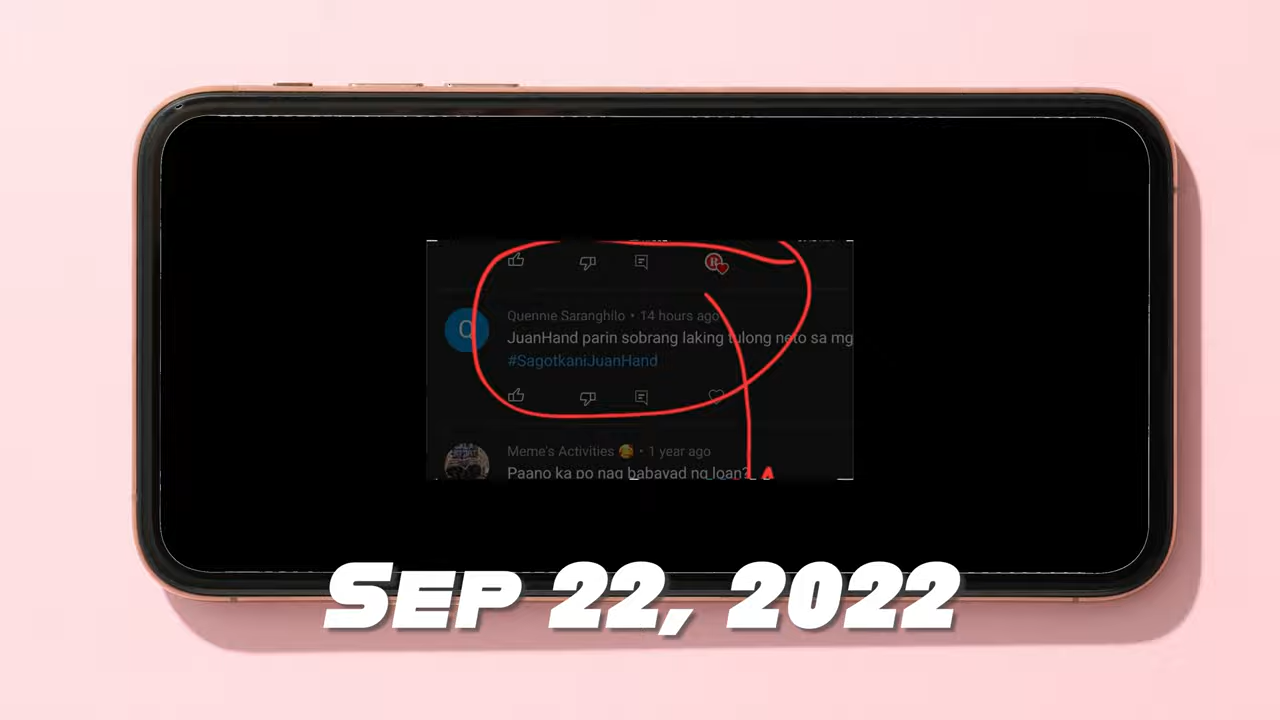 Quennie Saranghilo • 14 hours ago
Q
JuanHand parin sobrang laking tulong neto sa mg
#SagotkaniJuanHand
Meme's Activities 🥰 • 1 year ago
Paano ka po nag babayad ng loan?
SEP 22, 2022